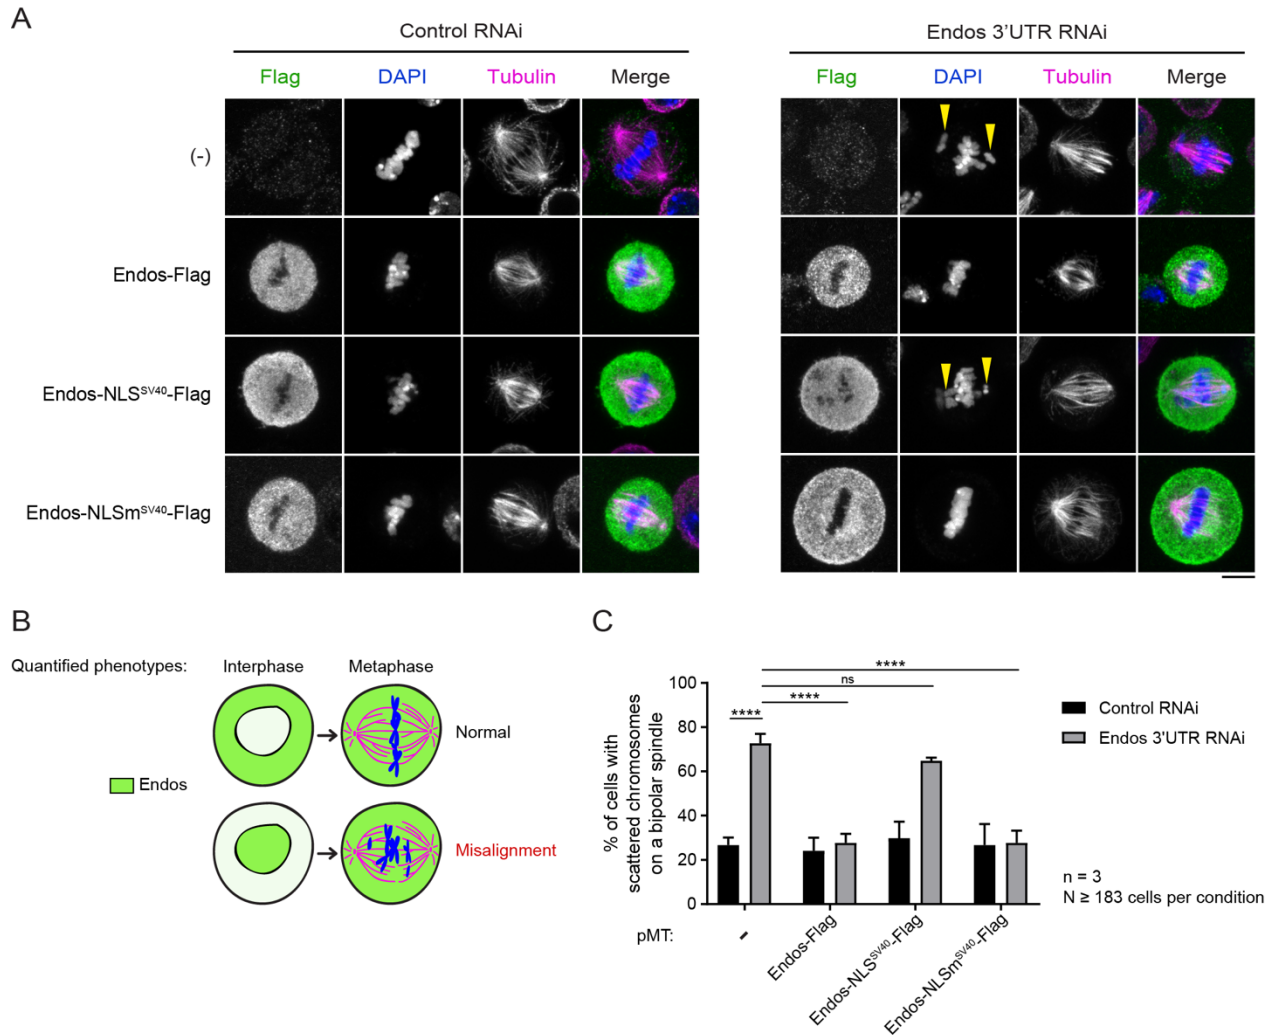 A
Control RNAi
Endos 3'UTR RNAi
Flag DAPI Tubulin Merge
Flag DAPI Tubulin Merge
(-)
Endos-Flag
Endos-NLSSV40-Flag
Endos-NLSmSV40-Flag
B
Quantified phenotypes: Interphase Metaphase
Normal
Endos
Misalignment
C
% of cells with
scattered chromosomes
on a bipolar spindle
100
80
60
40
20
0
****
ns
****
****
Control RNAi
Endos 3'UTR RNAi
n = 3
N ≥ 183 cells per condition
pMT:
-
Endos-Flag
Endos-NLSSV40-Flag
Endos-NLSmSV40-Flag